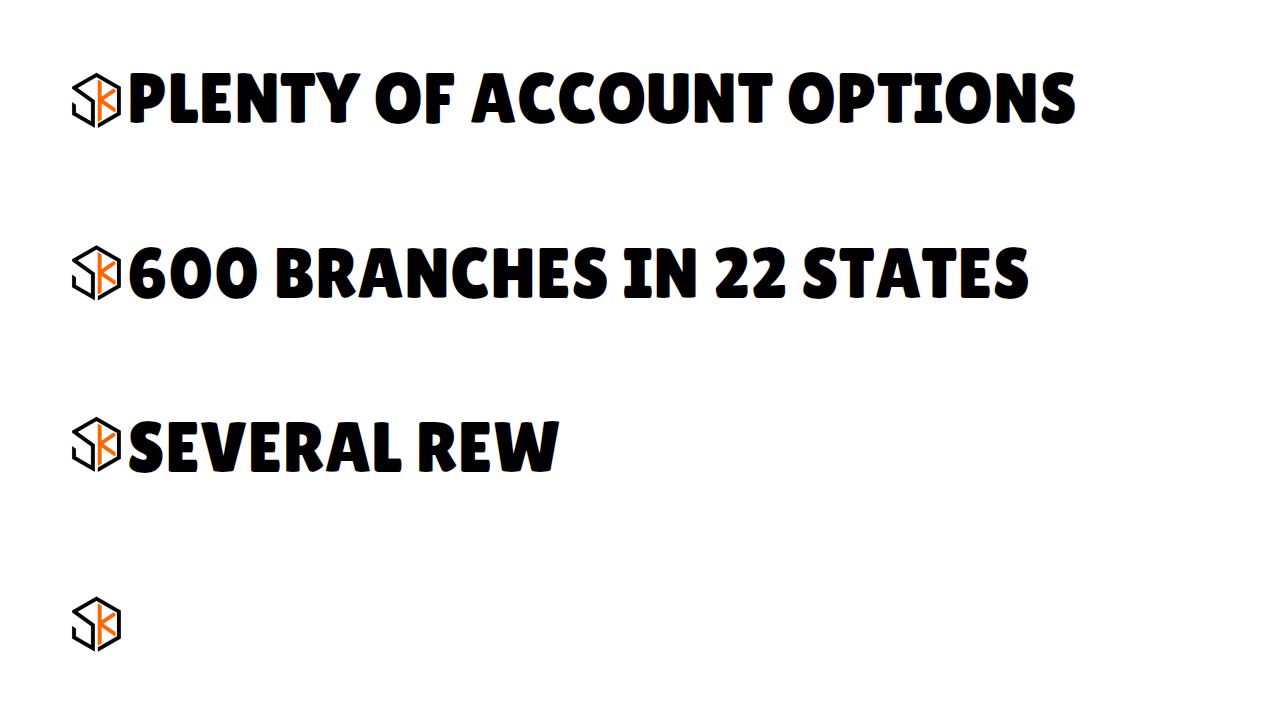 PLENTY OF ACCOUNT OPTIONS
600 BRANCHES IN 22 STATES
SEVERAL REW